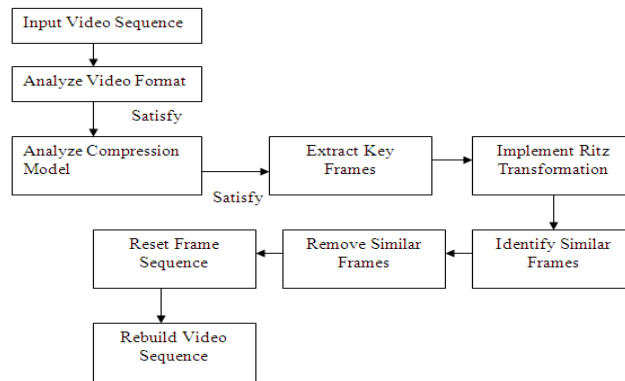 Input Video Sequence
Analyze Video Format
Satisfy
Analyze Compression
Model
Satisfy
Extract Key
Frames
Implement Ritz
Transformation
Identify Similar
Frames
Remove Similar
Frames
Reset Frame
Sequence
Rebuild Video
Sequence